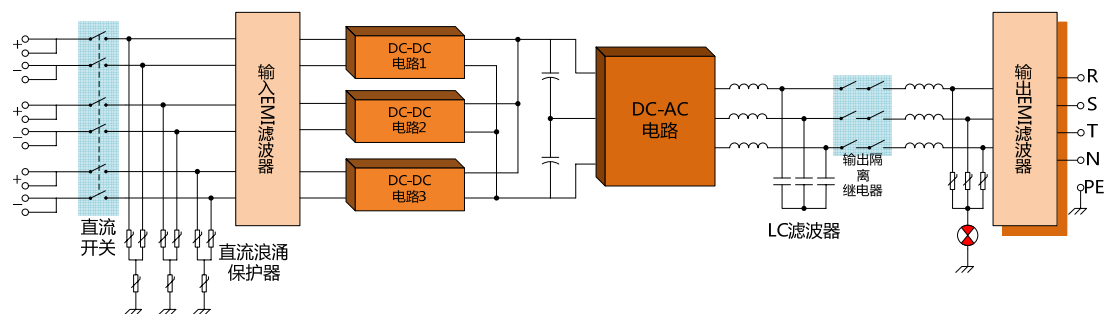 +
−
+
−
+
−
直流
开关
直流浪涌
保护器
输入EMI滤波器
DC-DC
电路1
DC-DC
电路2
DC-DC
电路3
DC-AC
电路
LC滤波器
输出隔
离
继电器
输出EMI滤波器
R
S
T
N
PE